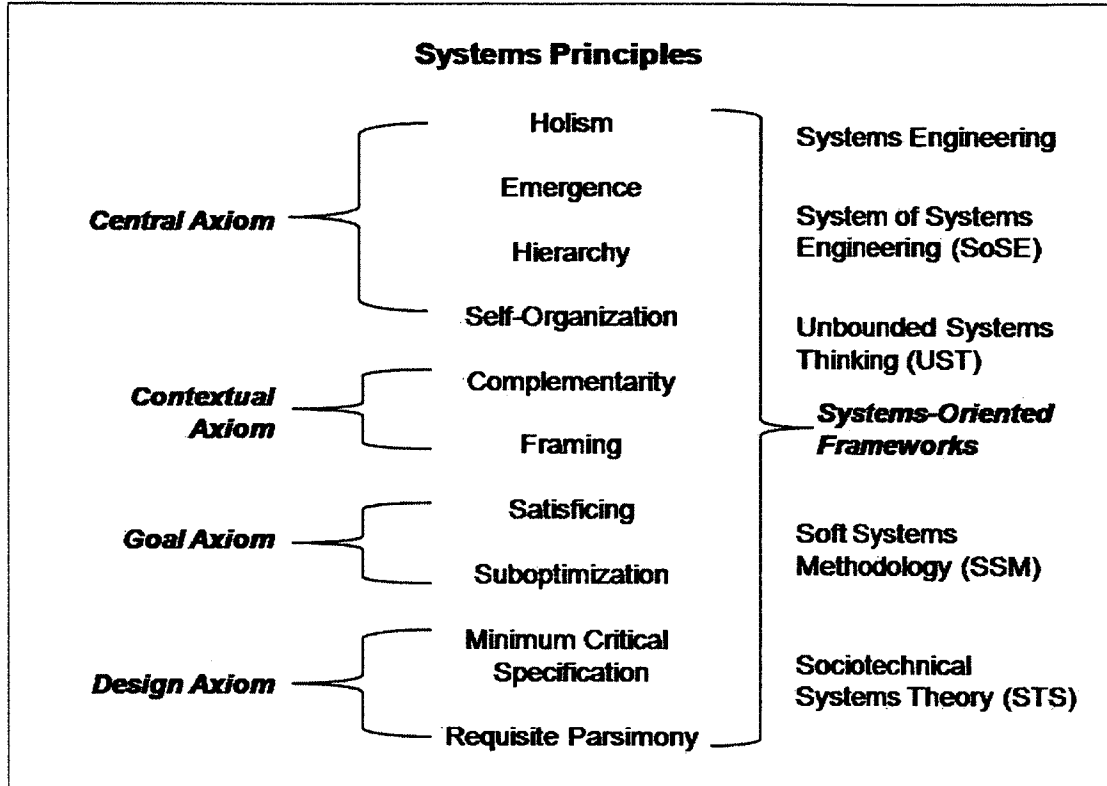 Systems Principles
Holism
Emergence
Hierarchy
Self-Organization
Complementarity
Framing
Satisficing
Suboptimization
Minimum Critical
Specification
Requisite Parsimony
Central Axiom
Contextual
Axiom
Goal Axiom
Design Axiom
Systems Engineering
System of Systems
Engineering (SoSE)
Unbounded Systems
Thinking (UST)
Systems-Oriented
Frameworks
Soft Systems
Methodology (SSM)
Sociotechnical
Systems Theory (STS)